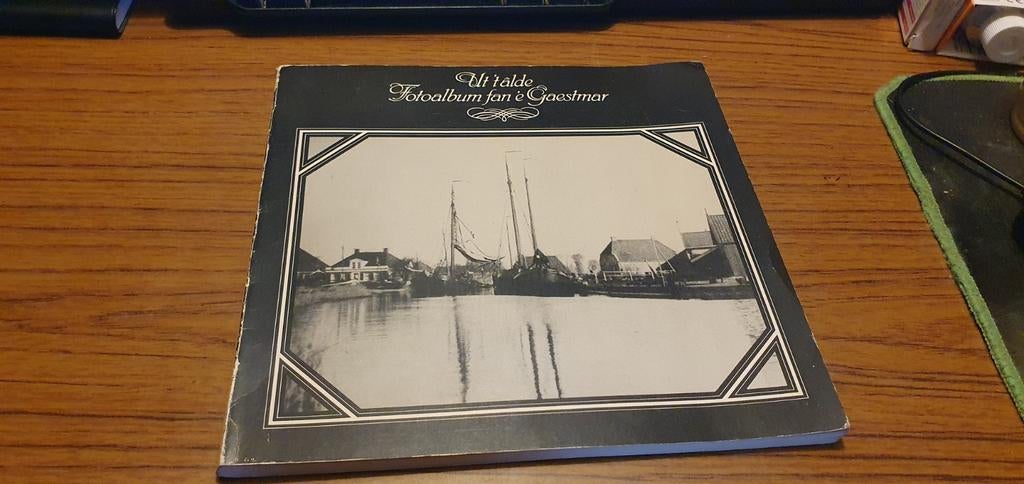 Ut 't âlde
Fotoalbum fan 'e Gaestmar